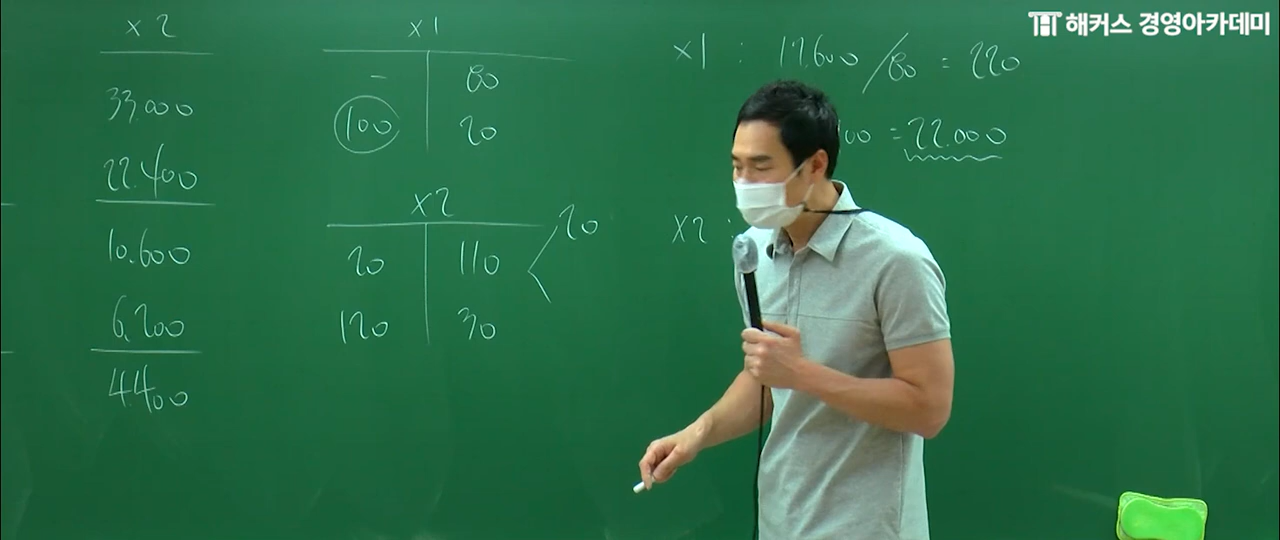 해커스 경영아카데미
x2
33,000
22,400
10,600
6,200
4,400
x1
- 80
100 20
x2
20 110 20
120 30
x1 : 17,600/80 = 220
00 = 22,000
x2 :